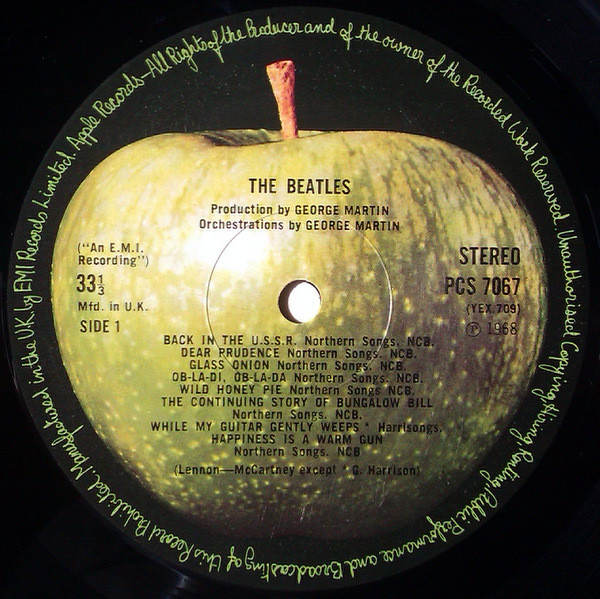 Manufactured in the U.K. by EMI Records Limited. Apple Records—All Rights of the Producer and of the owner of the Recorded Work Reserved. Unauthorised Copying, Hiring, Renting, Public Performance and Broadcasting of this Record Prohibited.
THE BEATLES
Production by GEORGE MARTIN
Orchestrations by GEORGE MARTIN
("An E.M.I.
Recording")
33⅓
Mfd. in U.K.
SIDE 1
STEREO
PCS 7067
(YEX.709)
℗ 1968
BACK IN THE U.S.S.R. Northern Songs. NCB.
DEAR PRUDENCE Northern Songs. NCB.
GLASS ONION Northern Songs. NCB.
OB-LA-DI, OB-LA-DA Northern Songs. NCB.
WILD HONEY PIE Northern Songs. NCB.
THE CONTINUING STORY OF BUNGALOW BILL
Northern Songs. NCB.
WHILE MY GUITAR GENTLY WEEPS * Harrisongs.
HAPPINESS IS A WARM GUN
Northern Songs. NCB
(Lennon—McCartney except * G. Harrison)